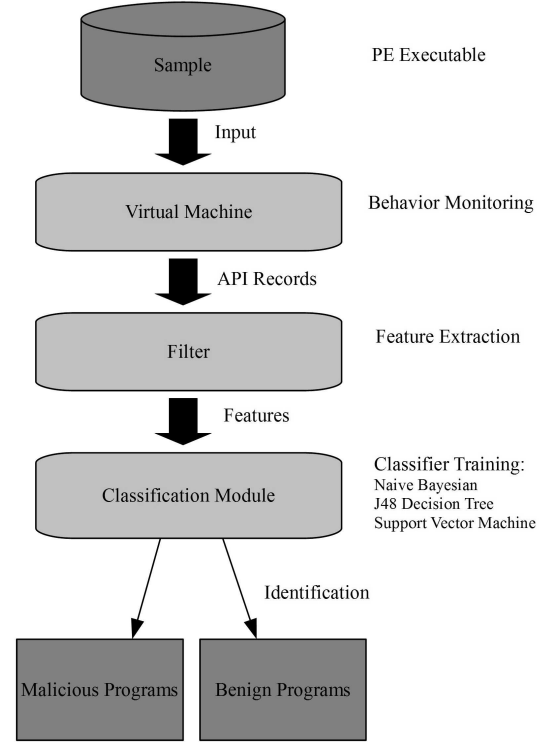 Sample
PE Executable
Input
Virtual Machine
Behavior Monitoring
API Records
Filter
Feature Extraction
Features
Classification Module
Classifier Training:
Naive Bayesian
J48 Decision Tree
Support Vector Machine
Identification
Malicious Programs
Benign Programs